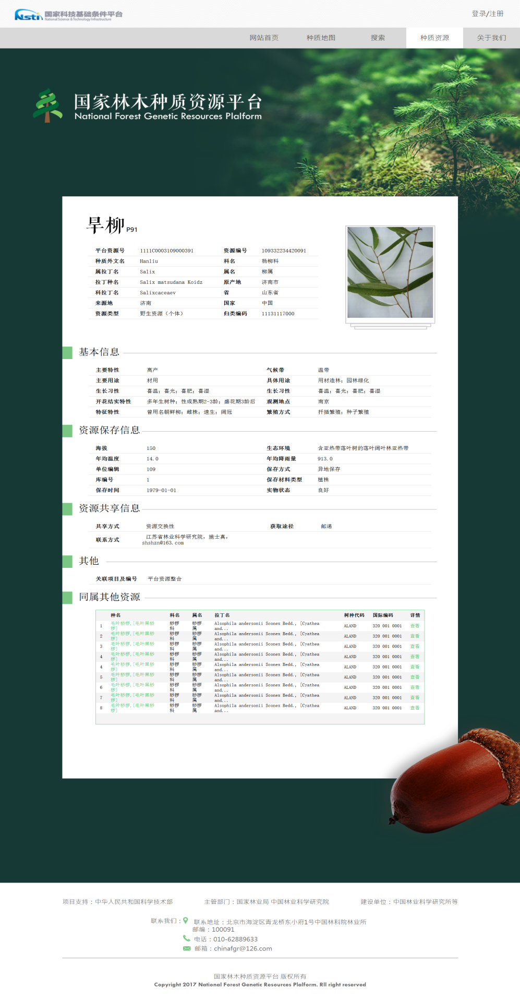 Nsti 国家科技基础条件平台
National Science & Technology Infrastructure
登录/注册
网站首页 种质地图 搜索 种质资源 关于我们
国家林木种质资源平台
National Forest Genetic Resources Plalform
旱柳 P91
平台资源号 1111C0003109000391 资源编号 109332234420091
种质外文名 Hanliu 科名 杨柳科
属拉丁名 Salix 属名 柳属
拉丁种名 Salix matsudana Koidz 原产地 济南市
科拉丁名 Salixcaceaev 省 山东省
来源地 济南 国家 中国
资源类型 野生资源（个体） 归类编码 11131117000
基本信息
主要特性 高产 气候带 温带
主要用途 材用 具体用途 用材造林；园林绿化
生长习性 喜温；喜光；喜肥；喜湿 生长习性 喜温；喜光；喜肥；喜湿
开花结实特性 多年生树种；性成熟期2-3龄；盛花期3龄后 观测地点 南京
特征特性 曾用名朝鲜柳；雌株；速生；阔冠 繁殖方式 扦插繁殖；种子繁殖
资源保存信息
海拔 150 生态环境 含亚热带落叶树的落叶阔叶林亚热带
年均温度 14.0 年均降雨量 913.0
单位编辑 109 保存方式 异地保存
库编号 1 保存材料类型 植株
保存时间 1979-01-01 实物状态 良好
资源共享信息
共享方式 资源交换性 获取途径 邮递
联系方式 江苏省林业科学研究院，施士真，
shshzn@163.com
其他
关联项目及编号 平台资源整合
同属其他资源
种名 科名 属名 拉丁名 树种代码 国际编码 详情
1 毛叶桫椤,[毛叶黑桫椤] 桫椤科 桫椤属 Alsophila andersonii Sconex Bedd., [Cyathea and... ALAND 320 001 0001 查看
2 毛叶桫椤,[毛叶黑桫椤] 桫椤科 桫椤属 Alsophila andersonii Sconex Bedd., [Cyathea and... ALAND 320 001 0001 查看
3 毛叶桫椤,[毛叶黑桫椤] 桫椤科 桫椤属 Alsophila andersonii Sconex Bedd., [Cyathea and... ALAND 320 001 0001 查看
4 毛叶桫椤,[毛叶黑桫椤] 桫椤科 桫椤属 Alsophila andersonii Sconex Bedd., [Cyathea and... ALAND 320 001 0001 查看
4 毛叶桫椤,[毛叶黑桫椤] 桫椤科 桫椤属 Alsophila andersonii Sconex Bedd., [Cyathea and... ALAND 320 001 0001 查看
5 毛叶桫椤,[毛叶黑桫椤] 桫椤科 桫椤属 Alsophila andersonii Sconex Bedd., [Cyathea and... ALAND 320 001 0001 查看
6 毛叶桫椤,[毛叶黑桫椤] 桫椤科 桫椤属 Alsophila andersonii Sconex Bedd., [Cyathea and... ALAND 320 001 0001 查看
7 毛叶桫椤,[毛叶黑桫椤] 桫椤科 桫椤属 Alsophila andersonii Sconex Bedd., [Cyathea and... ALAND 320 001 0001 查看
8 毛叶桫椤,[毛叶黑桫椤] 桫椤科 桫椤属 Alsophila andersonii Sconex Bedd., [Cyathea and... ALAND 320 001 0001 查看
项目支持：中华人民共和国科学技术部 主管部门：国家林业局 中国林业科学研究院 建设单位：中国林业科学研究所等
联系我们： 联系地址：北京市海淀区青龙桥东小府1号中国林科院林业所
邮编：100091
电话：010-62889633
邮箱：chinafgr@126.com
国家林木种质资源平台 版权所有
Copyright 2017 National Forest Genetic Resources Plalform. Rll right reserved